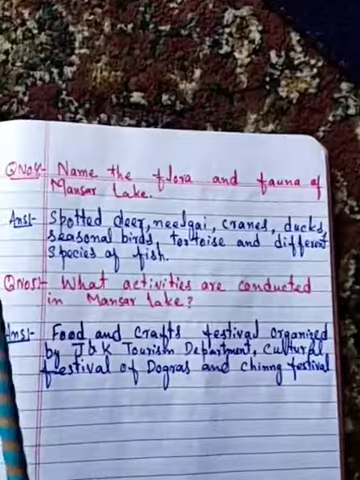 QNo4- Name the flora and fauna of
Mansar Lake.
Ans:- Spotted deer, neelgai, cranes, ducks,
seasonal birds, tortoise and different
species of fish.
QNo5:- What activities are conducted
in Mansar lake?
Ans:- Food and crafts festival organized
by J&K Tourism Department, cultural
festival of Dogras and chinng festival